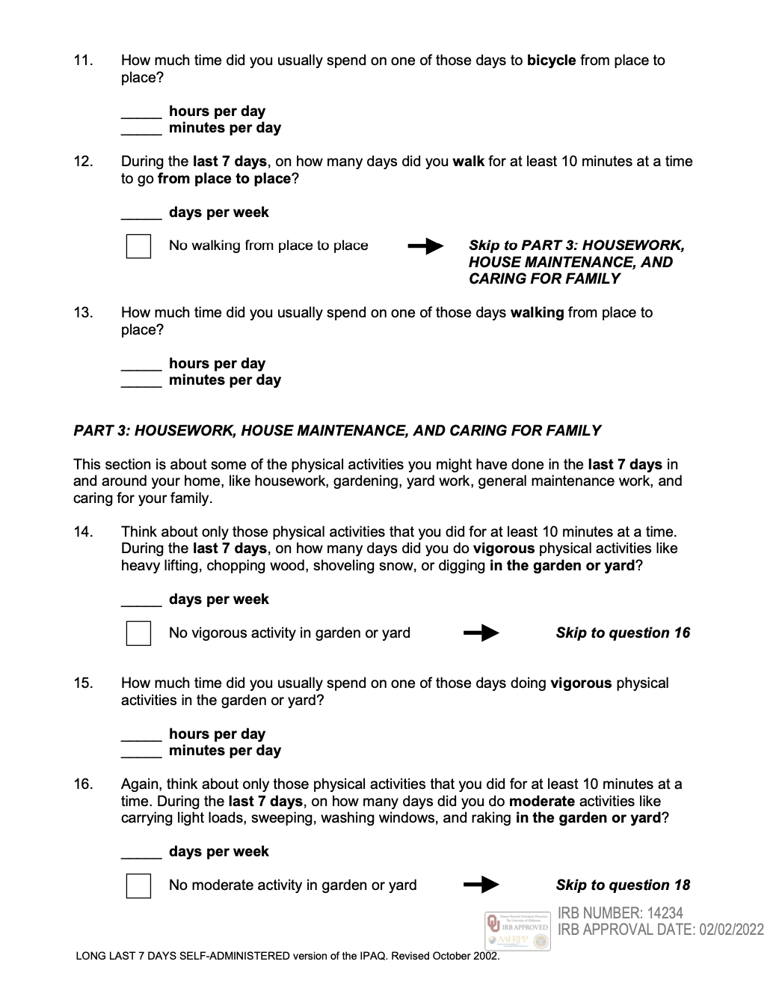 11. How much time did you usually spend on one of those days to bicycle from place to
place?
_____ hours per day
_____ minutes per day
12. During the last 7 days, on how many days did you walk for at least 10 minutes at a time
to go from place to place?
_____ days per week
No walking from place to place Skip to PART 3: HOUSEWORK,
HOUSE MAINTENANCE, AND
CARING FOR FAMILY
13. How much time did you usually spend on one of those days walking from place to
place?
_____ hours per day
_____ minutes per day
PART 3: HOUSEWORK, HOUSE MAINTENANCE, AND CARING FOR FAMILY
This section is about some of the physical activities you might have done in the last 7 days in
and around your home, like housework, gardening, yard work, general maintenance work, and
caring for your family.
14. Think about only those physical activities that you did for at least 10 minutes at a time.
During the last 7 days, on how many days did you do vigorous physical activities like
heavy lifting, chopping wood, shoveling snow, or digging in the garden or yard?
_____ days per week
No vigorous activity in garden or yard Skip to question 16
15. How much time did you usually spend on one of those days doing vigorous physical
activities in the garden or yard?
_____ hours per day
_____ minutes per day
16. Again, think about only those physical activities that you did for at least 10 minutes at a
time. During the last 7 days, on how many days did you do moderate activities like
carrying light loads, sweeping, washing windows, and raking in the garden or yard?
_____ days per week
No moderate activity in garden or yard Skip to question 18
Human Research Participant Protection
The University of Oklahoma
IRB APPROVED
AAHRPP
IRB NUMBER: 14234
IRB APPROVAL DATE: 02/02/2022
LONG LAST 7 DAYS SELF-ADMINISTERED version of the IPAQ. Revised October 2002.